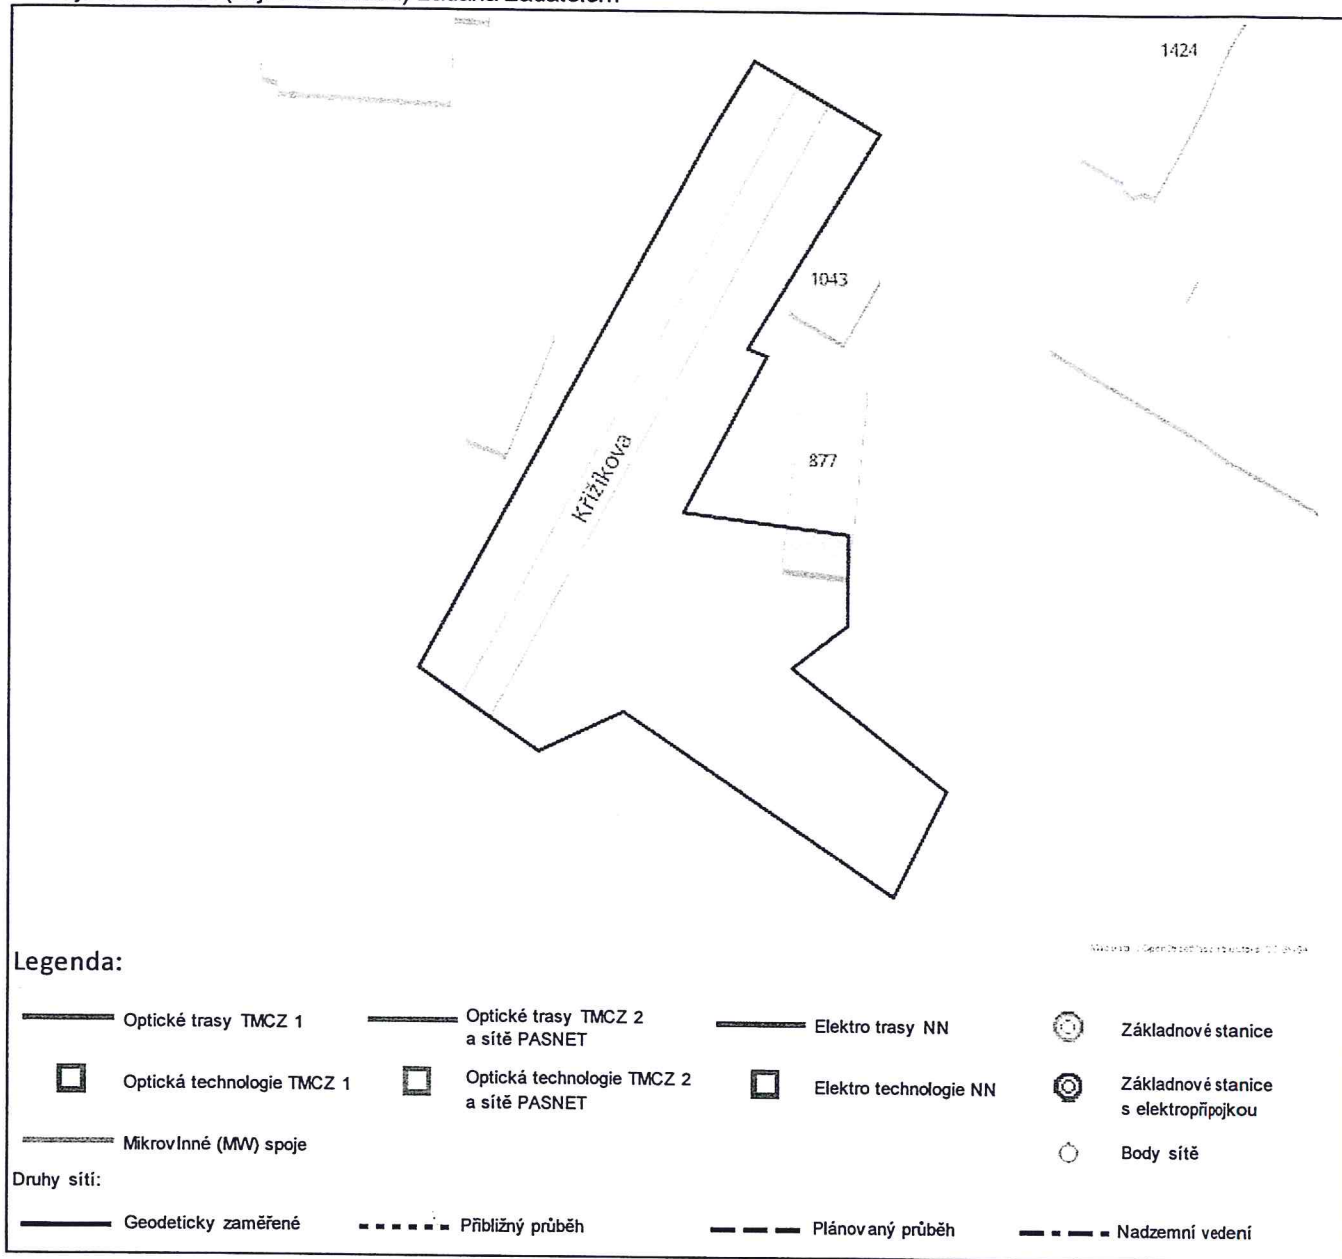 žadatelem
1424
1043
877
Křižíkova
Legenda:
Optické trasy TMCZ 1
Optické trasy TMCZ 2
a sítě PASNET
Elektro trasy NN
Základnové stanice
Optická technologie TMCZ 1
Optická technologie TMCZ 2
a sítě PASNET
Elektro technologie NN
Základnové stanice
s elektropřípojkou
Mikrovlnné (MW) spoje
Body sítě
Druhy sítí:
Geodeticky zaměřené
Přibližný průběh
Plánovaný průběh
Nadzemní vedení